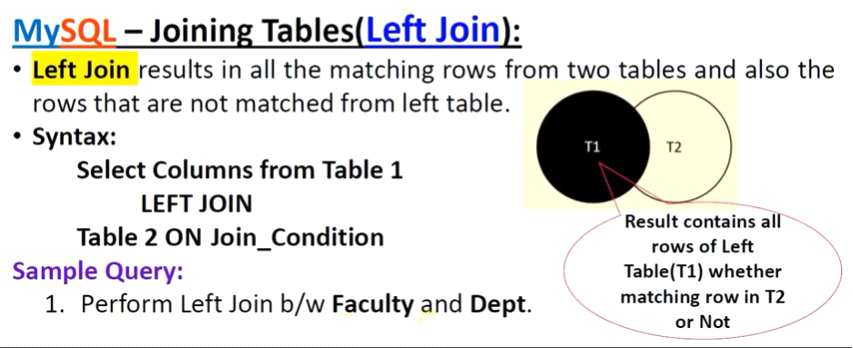 MySQL – Joining Tables(Left Join):
• Left Join results in all the matching rows from two tables and also the
rows that are not matched from left table.
• Syntax:
Select Columns from Table 1
LEFT JOIN
Table 2 ON Join_Condition
Sample Query:
1. Perform Left Join b/w Faculty and Dept.
T1
T2
Result contains all
rows of Left
Table(T1) whether
matching row in T2
or Not